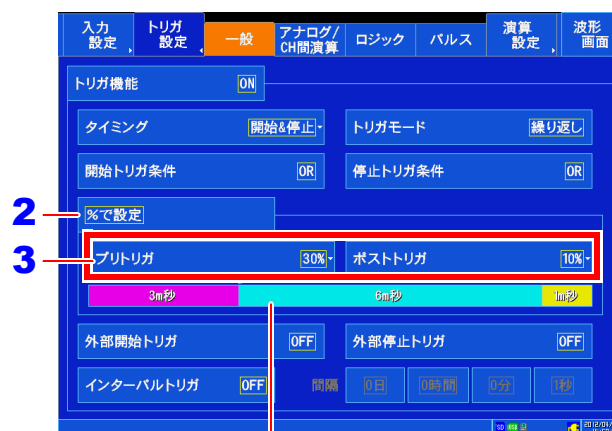 入力 設定 トリガ 設定 一般 アナログ/ CH間演算 ロジック パルス 演算 設定 波形 画面
トリガ機能 ON
タイミング 開始&停止 トリガモード 繰り返し
開始トリガ条件 OR 停止トリガ条件 OR
2 %で設定
3 プリトリガ 30% ポストトリガ 10%
3m秒 6m秒 1m秒
外部開始トリガ OFF 外部停止トリガ OFF
インターバルトリガ OFF 間隔 0日 0時間 0分 1秒
SD USB